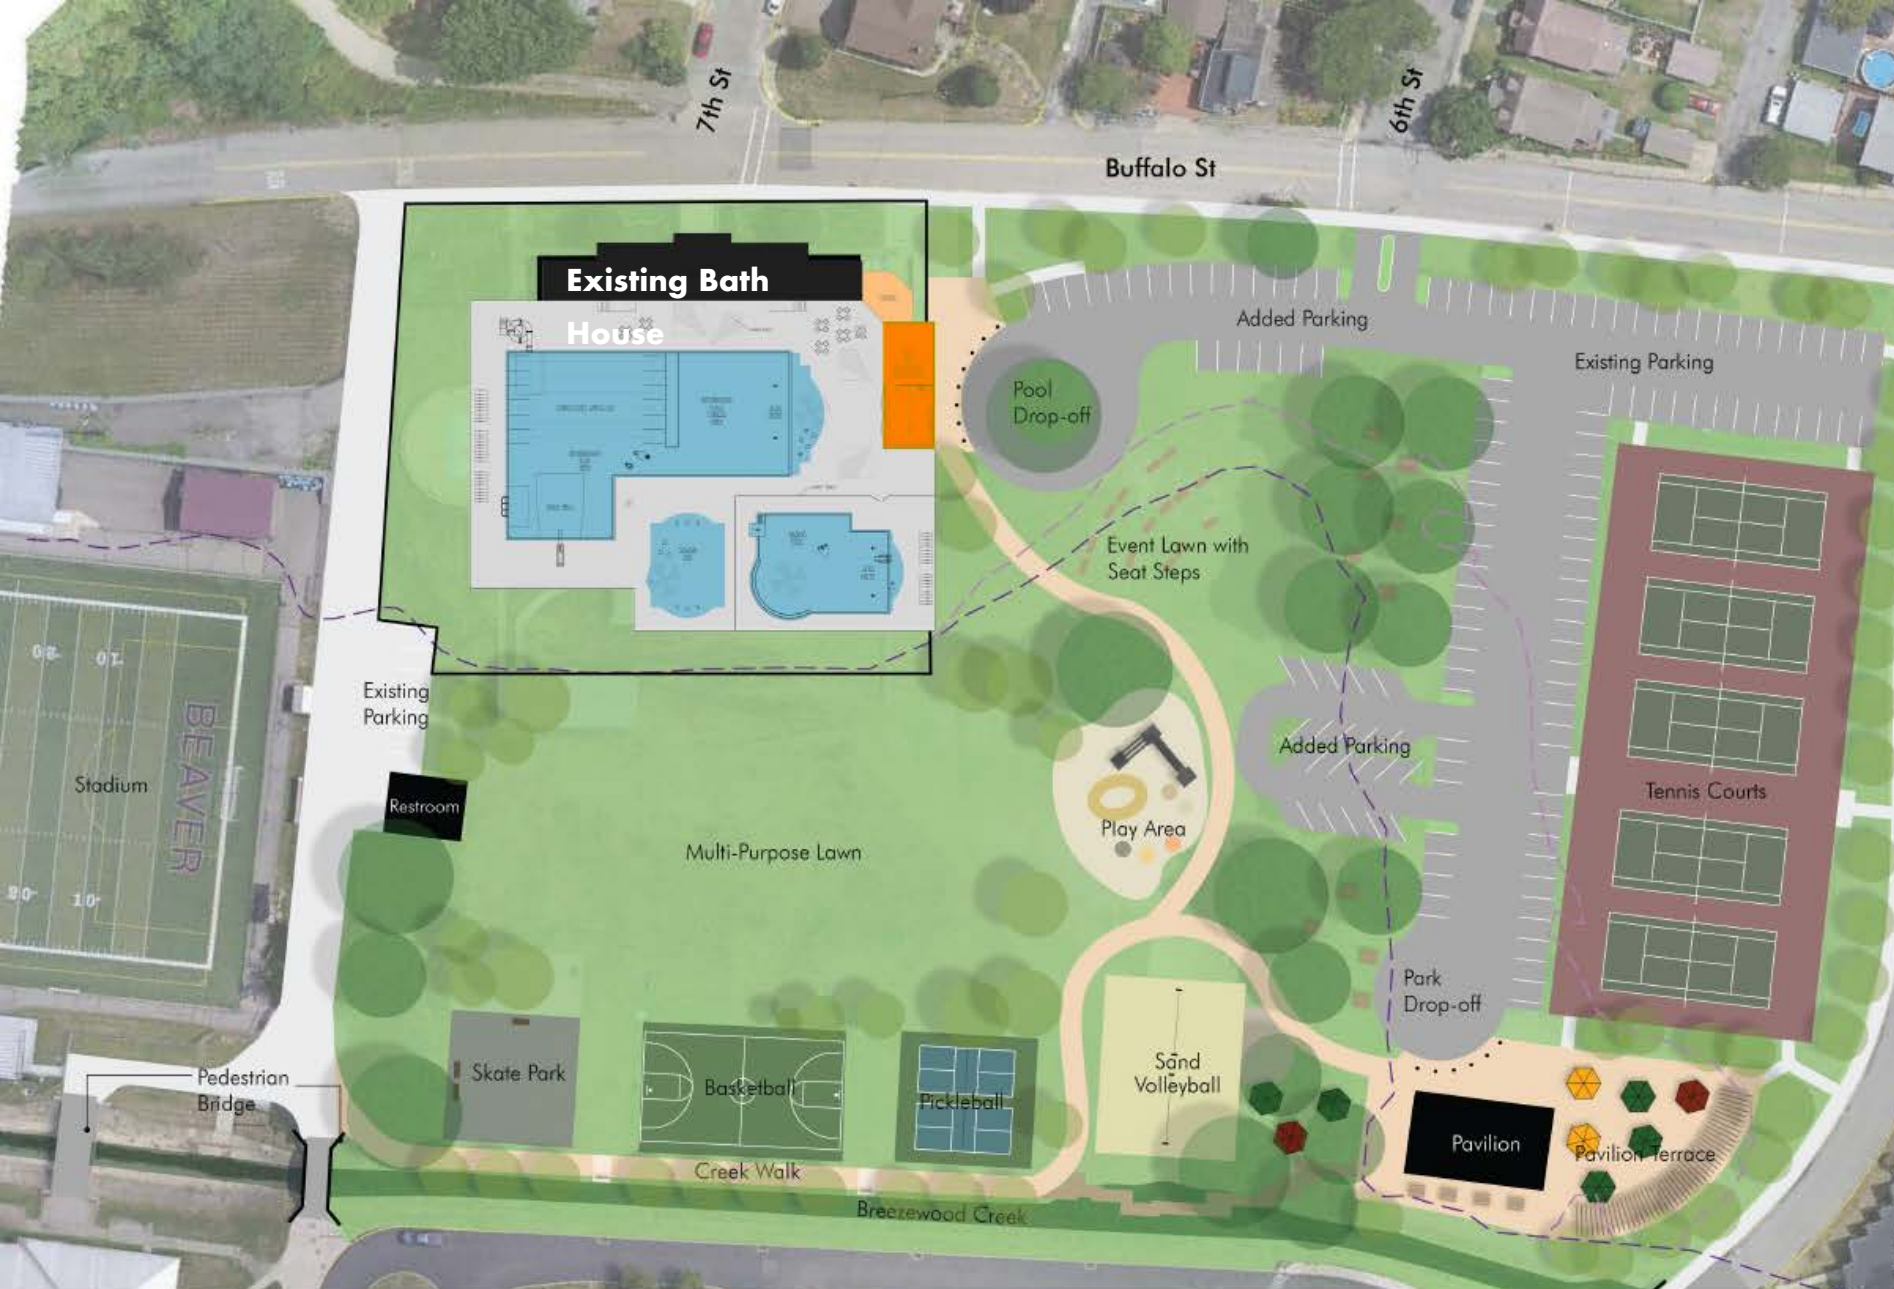 7th St
6th St
Buffalo St
Existing Bath
House
Added Parking
Existing Parking
Pool
Drop-off
Event Lawn with
Seat Steps
Existing
Parking
Added Parking
Stadium
BEAVER
Restroom
Tennis Courts
Play Area
Multi-Purpose Lawn
Park
Drop-off
Skate Park
Basketball
Pickleball
Sand
Volleyball
Pedestrian
Bridge
Pavilion
Pavilion Terrace
Creek Walk
Breezewood Creek